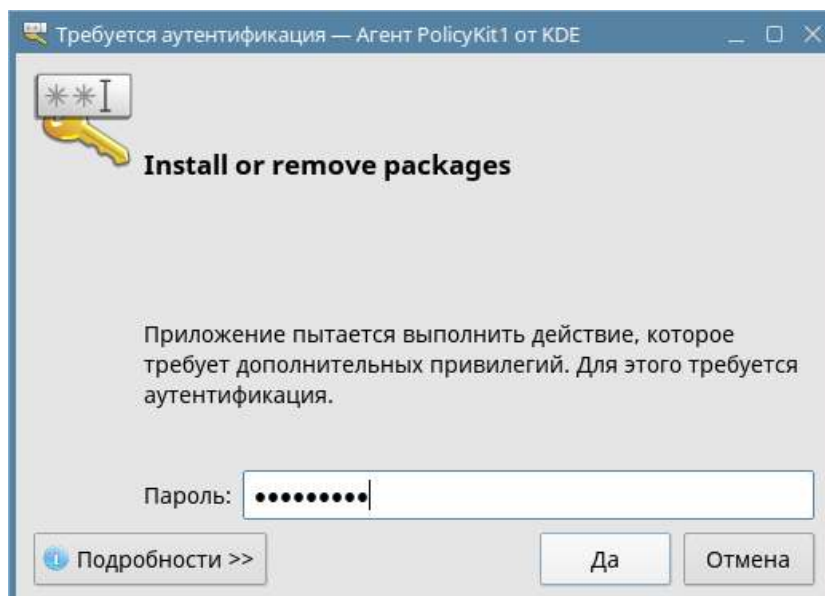 Требуется аутентификация — Агент PolicyKit1 от KDE
Install or remove packages
Приложение пытается выполнить действие, которое
требует дополнительных привилегий. Для этого требуется
аутентификация.
Пароль: ●●●●●●●●●
Подробности >> Да Отмена